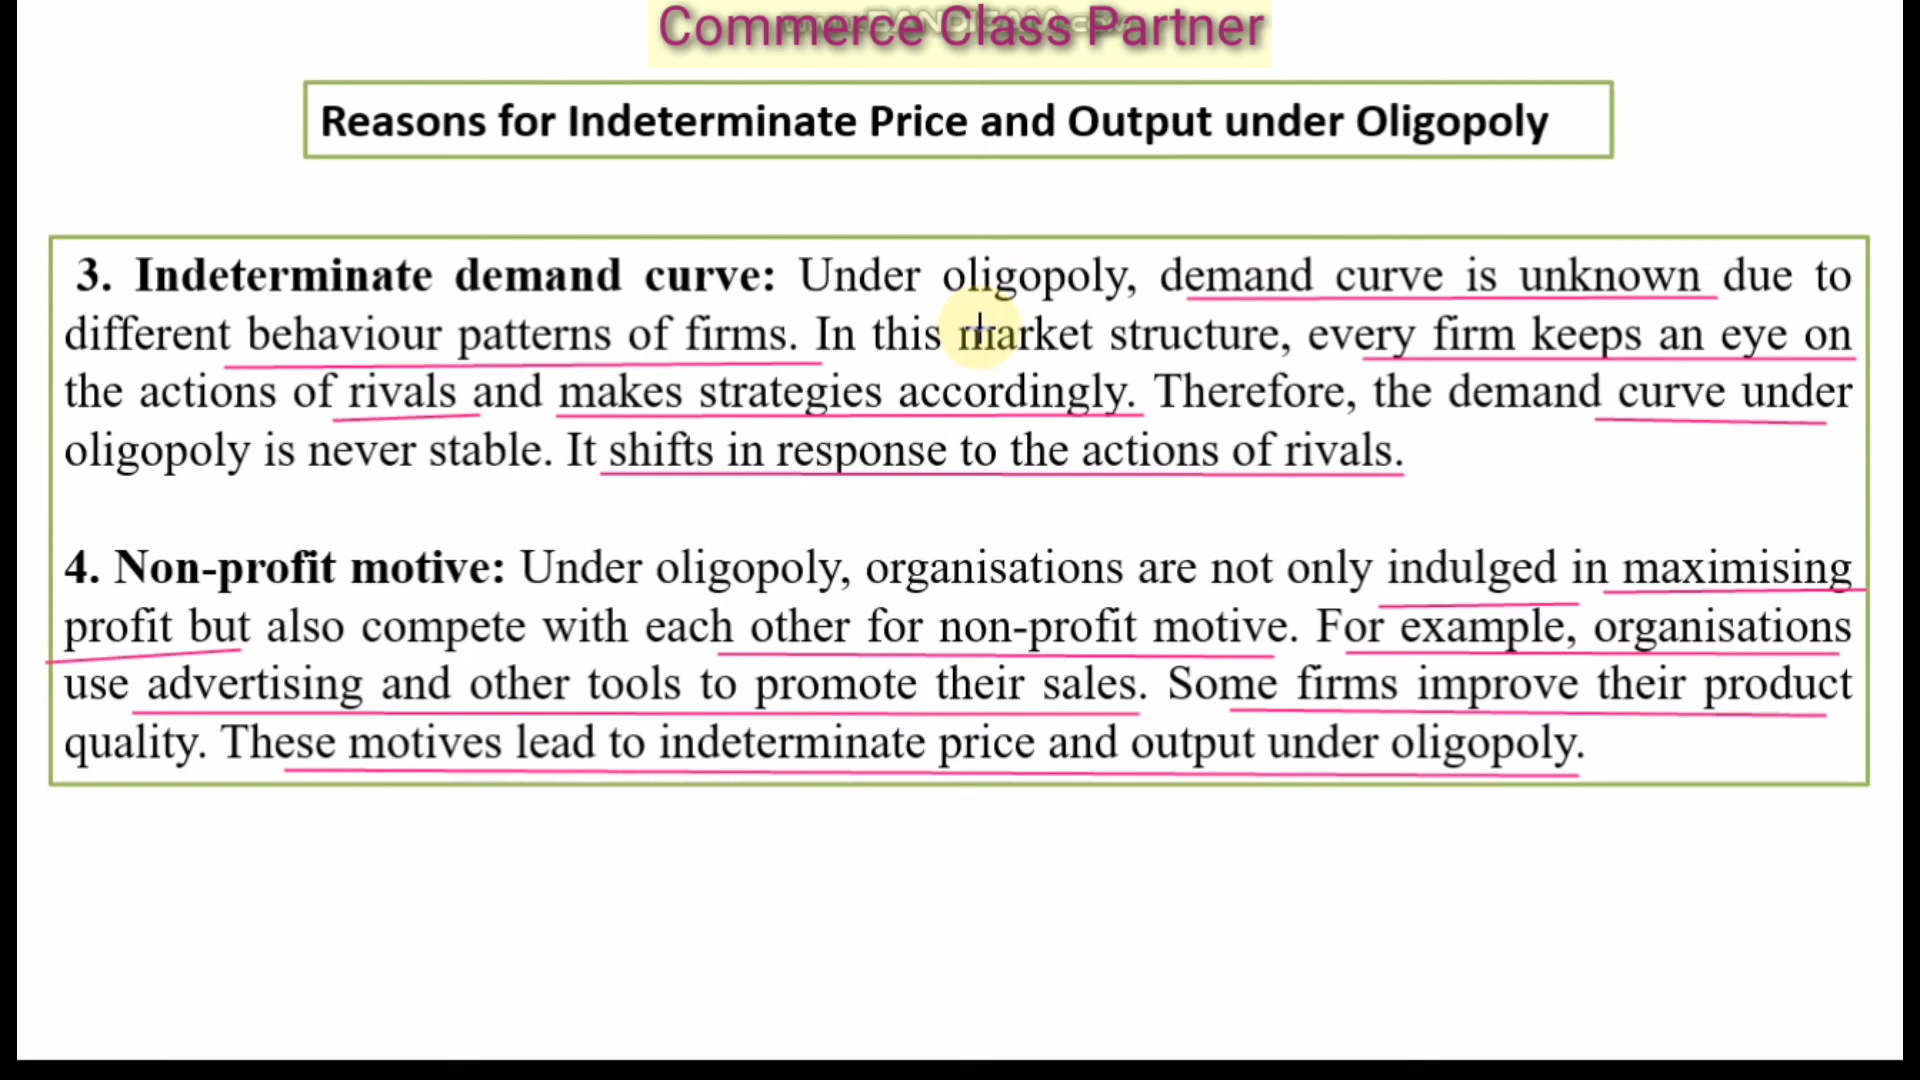 Commerce Class Partner
Reasons for Indeterminate Price and Output under Oligopoly
3. Indeterminate demand curve: Under oligopoly, demand curve is unknown due to
different behaviour patterns of firms. In this market structure, every firm keeps an eye on
the actions of rivals and makes strategies accordingly. Therefore, the demand curve under
oligopoly is never stable. It shifts in response to the actions of rivals.
4. Non-profit motive: Under oligopoly, organisations are not only indulged in maximising
profit but also compete with each other for non-profit motive. For example, organisations
use advertising and other tools to promote their sales. Some firms improve their product
quality. These motives lead to indeterminate price and output under oligopoly.